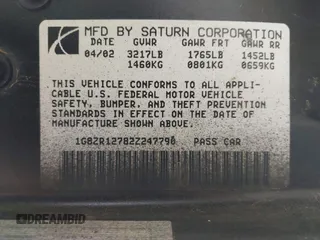 MFD BY SATURN CORPORATION
DATE GVWR GAWR FRT GAWR RR
04/02 3217LB 1765LB 1452LB
1460KG 0801KG 0659KG
THIS VEHICLE CONFORMS TO ALL APPLI-
CABLE U.S. FEDERAL MOTOR VEHICLE
SAFETY, BUMPER, AND THEFT PREVENTION
STANDARDS IN EFFECT ON THE DATE OF
MANUFACTURE SHOWN ABOVE.
1G8ZR12782Z247790 PASS CAR
DREAMBID